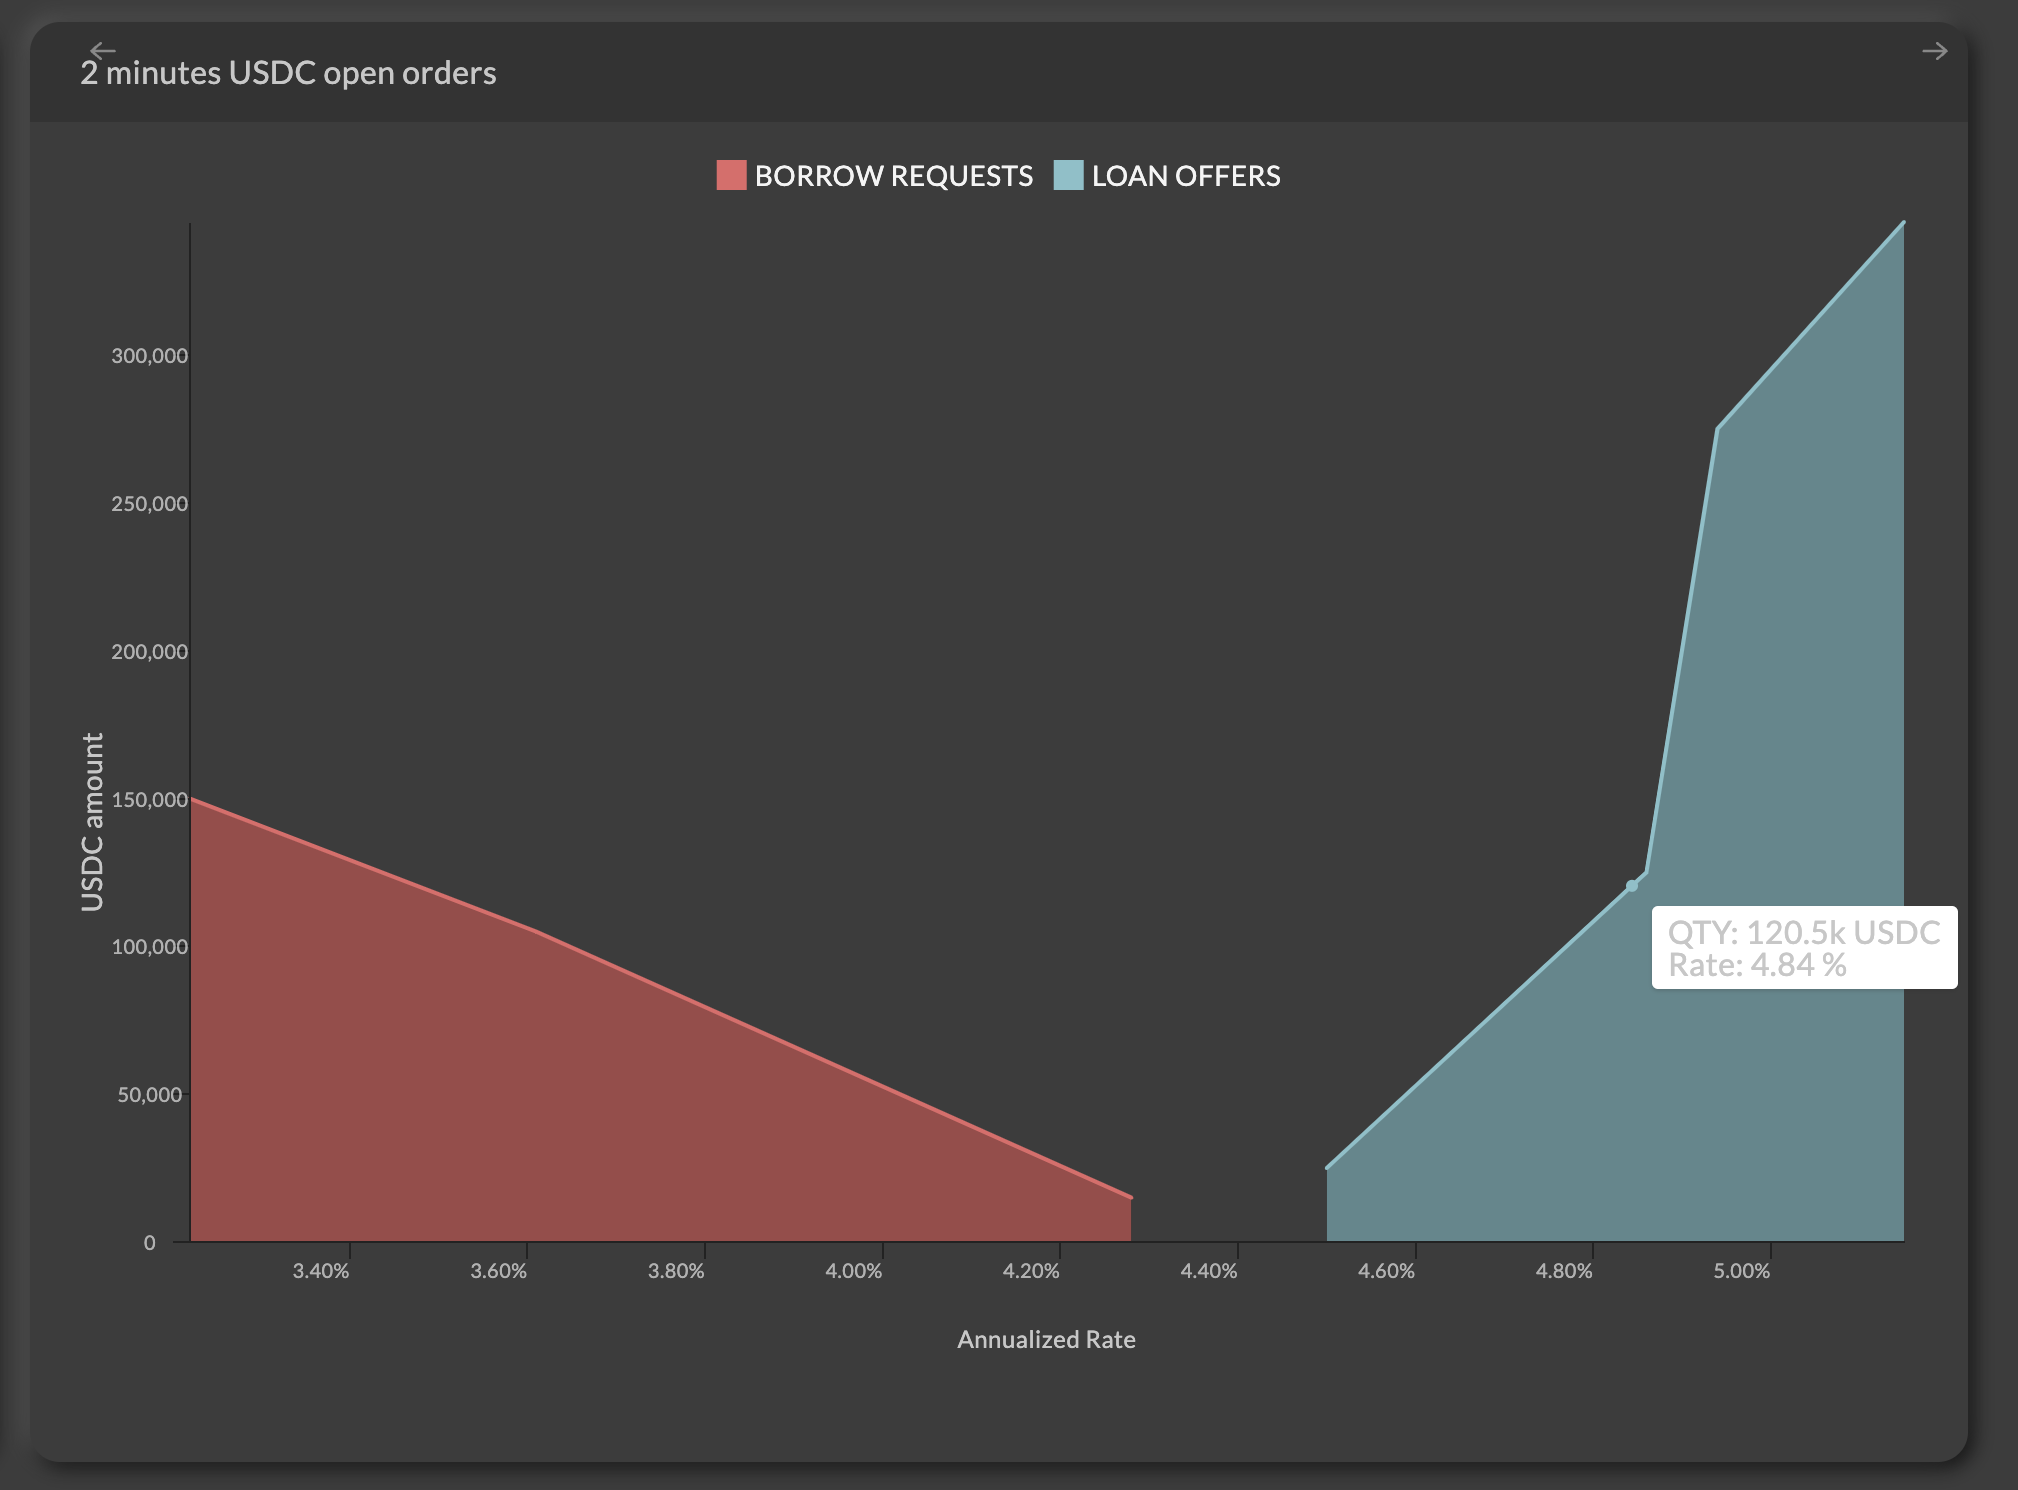 2 minutes USDC open orders
BORROW REQUESTS
LOAN OFFERS
300,000
250,000
200,000
150,000
100,000
50,000
0
USDC amount
QTY: 120.5k USDC
Rate: 4.84 %
3.40%
3.60%
3.80%
4.00%
4.20%
4.40%
4.60%
4.80%
5.00%
Annualized Rate